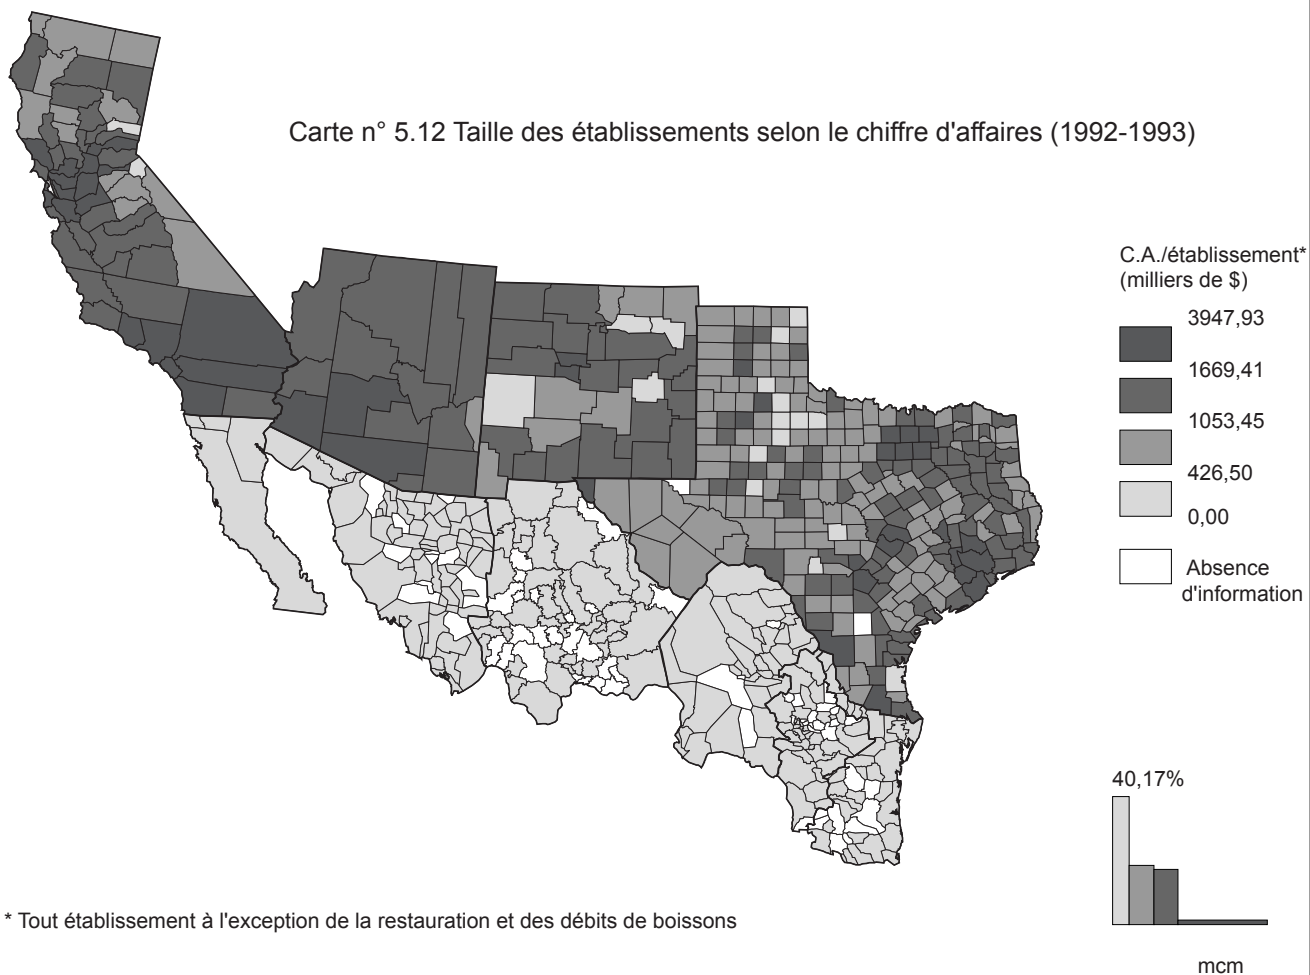 Carte n° 5.12 Taille des établissements selon le chiffre d'affaires (1992-1993)
C.A./établissement*
(milliers de $)
3947,93
1669,41
1053,45
426,50
0,00
Absence
d'information
40,17%
* Tout établissement à l'exception de la restauration et des débits de boissons
mcm